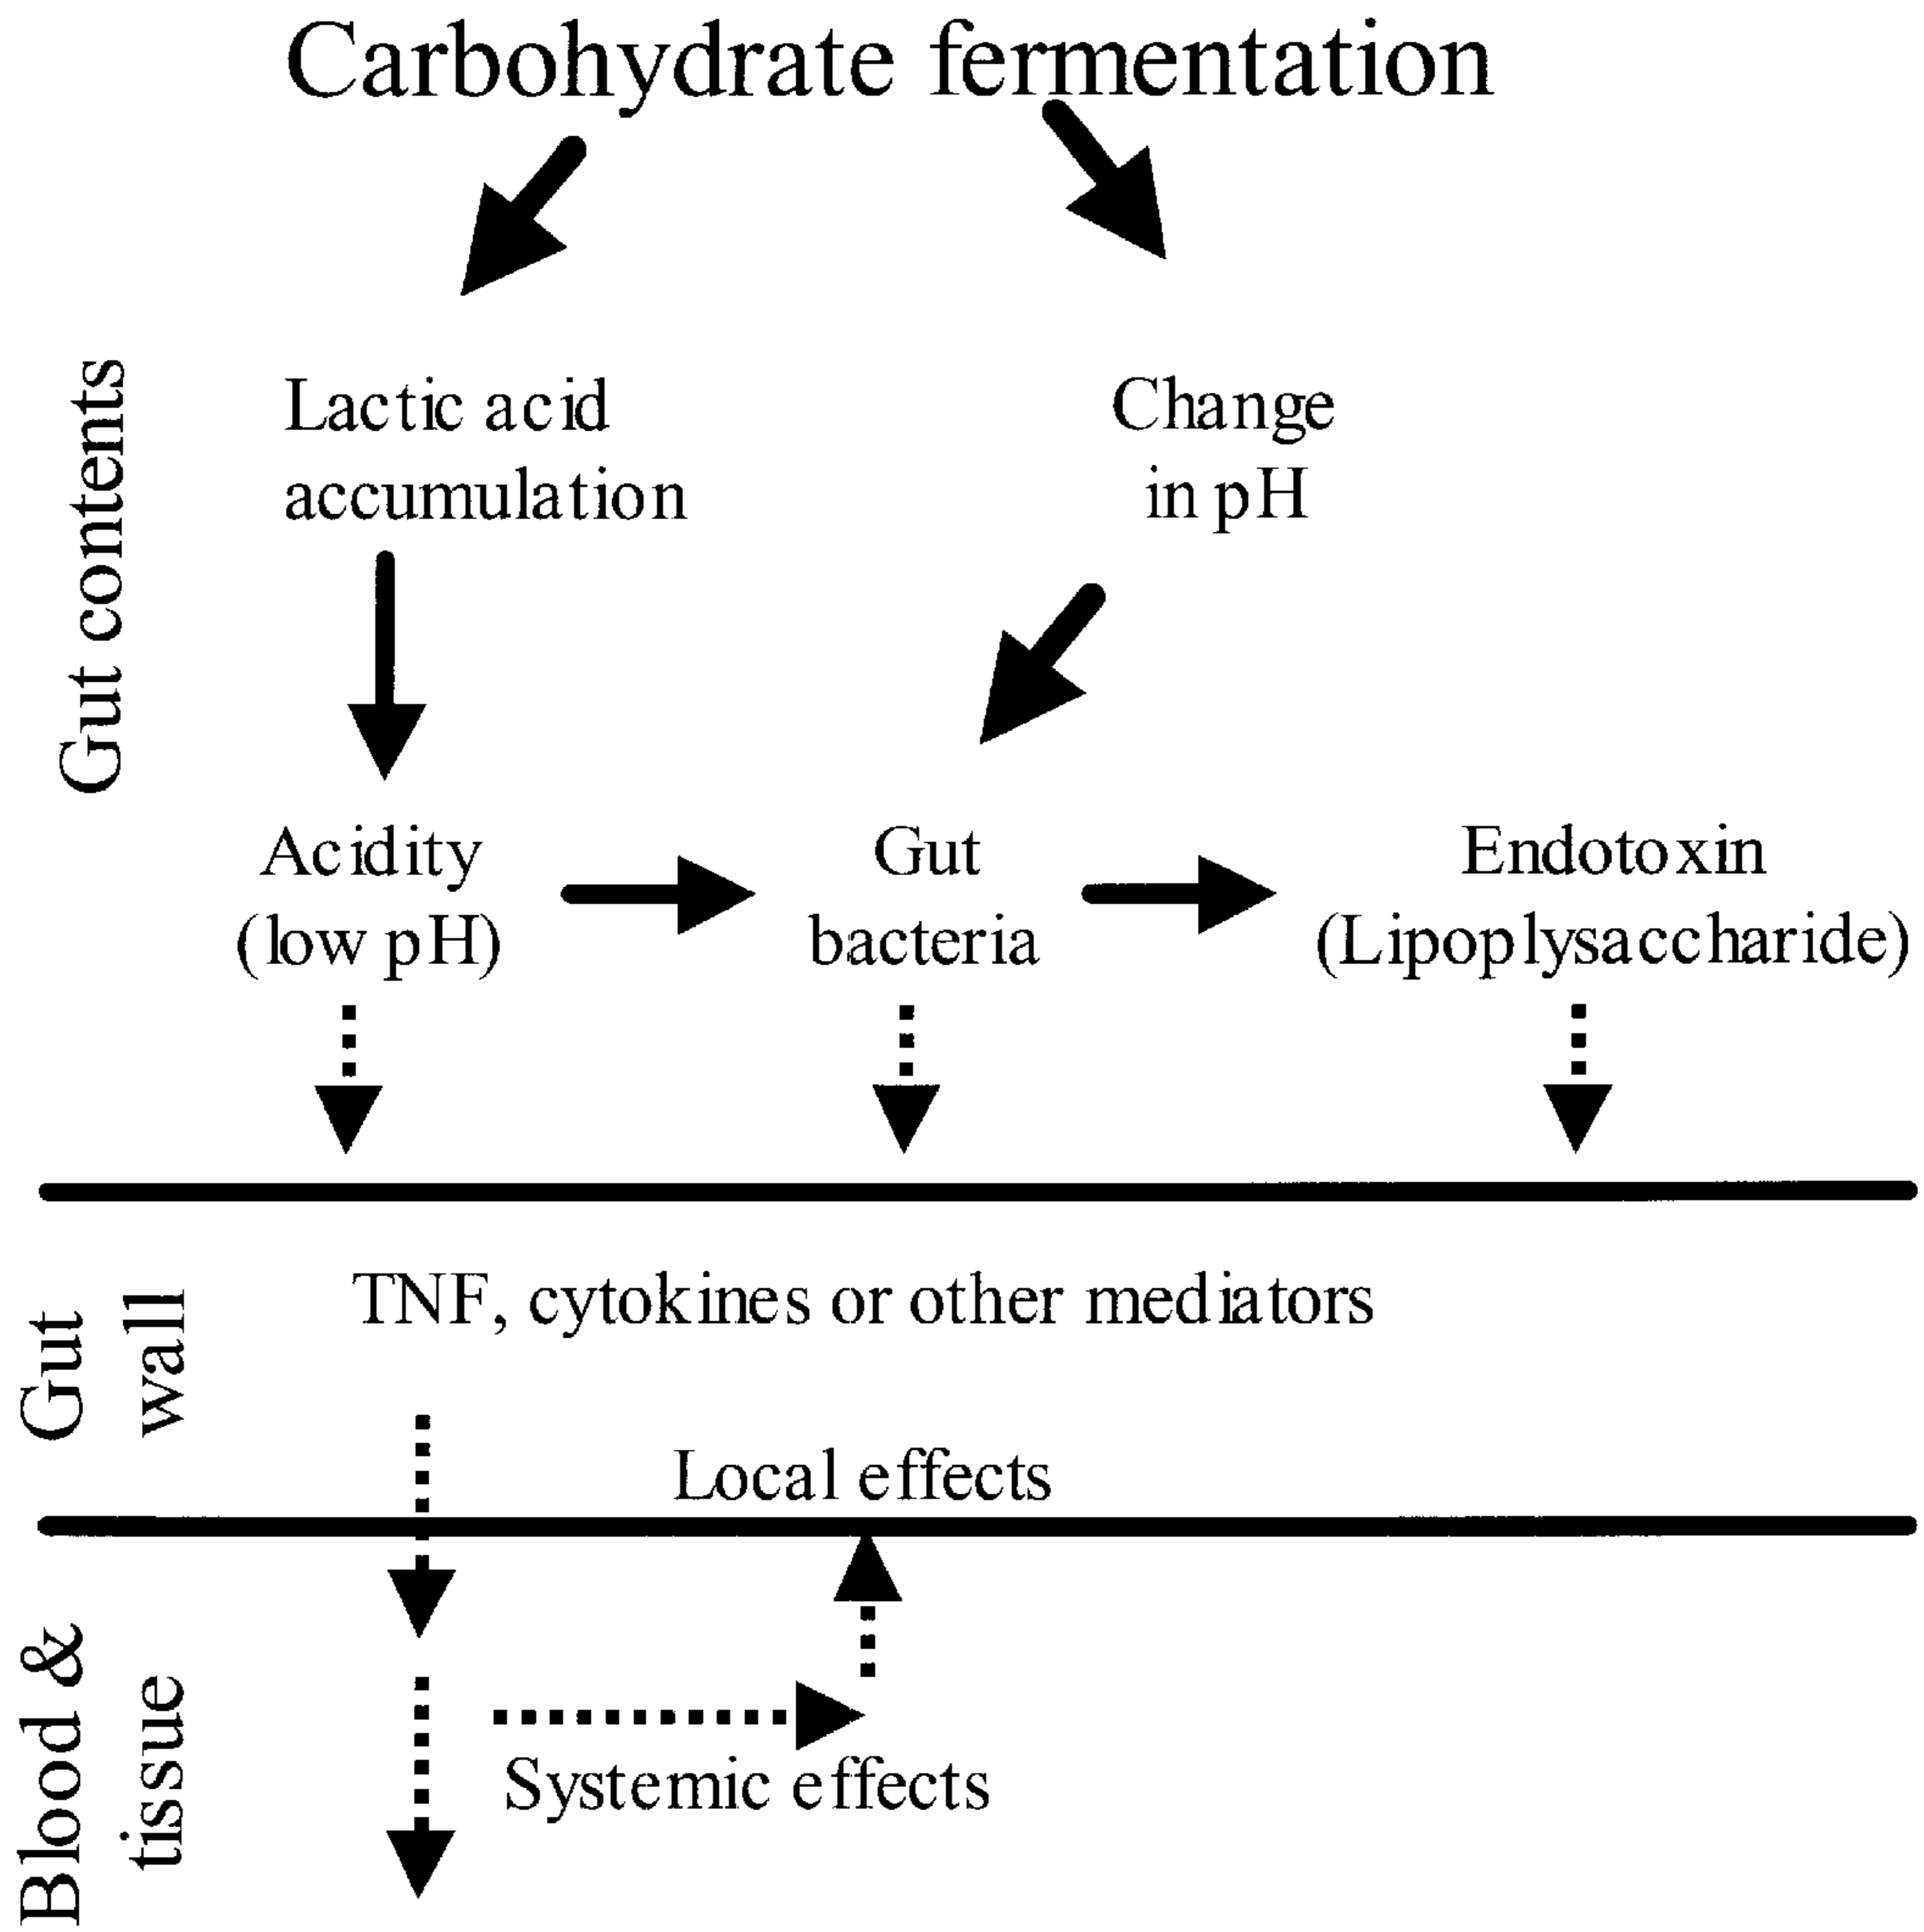 Carbohydrate fermentation
Gut contents
Lactic acid
accumulation
Change
in pH
Acidity
(low pH)
Gut
bacteria
Endotoxin
(Lipoplysaccharide)
Gut
wall
TNF, cytokines or other mediators
Local effects
Blood &
tissue
Systemic effects